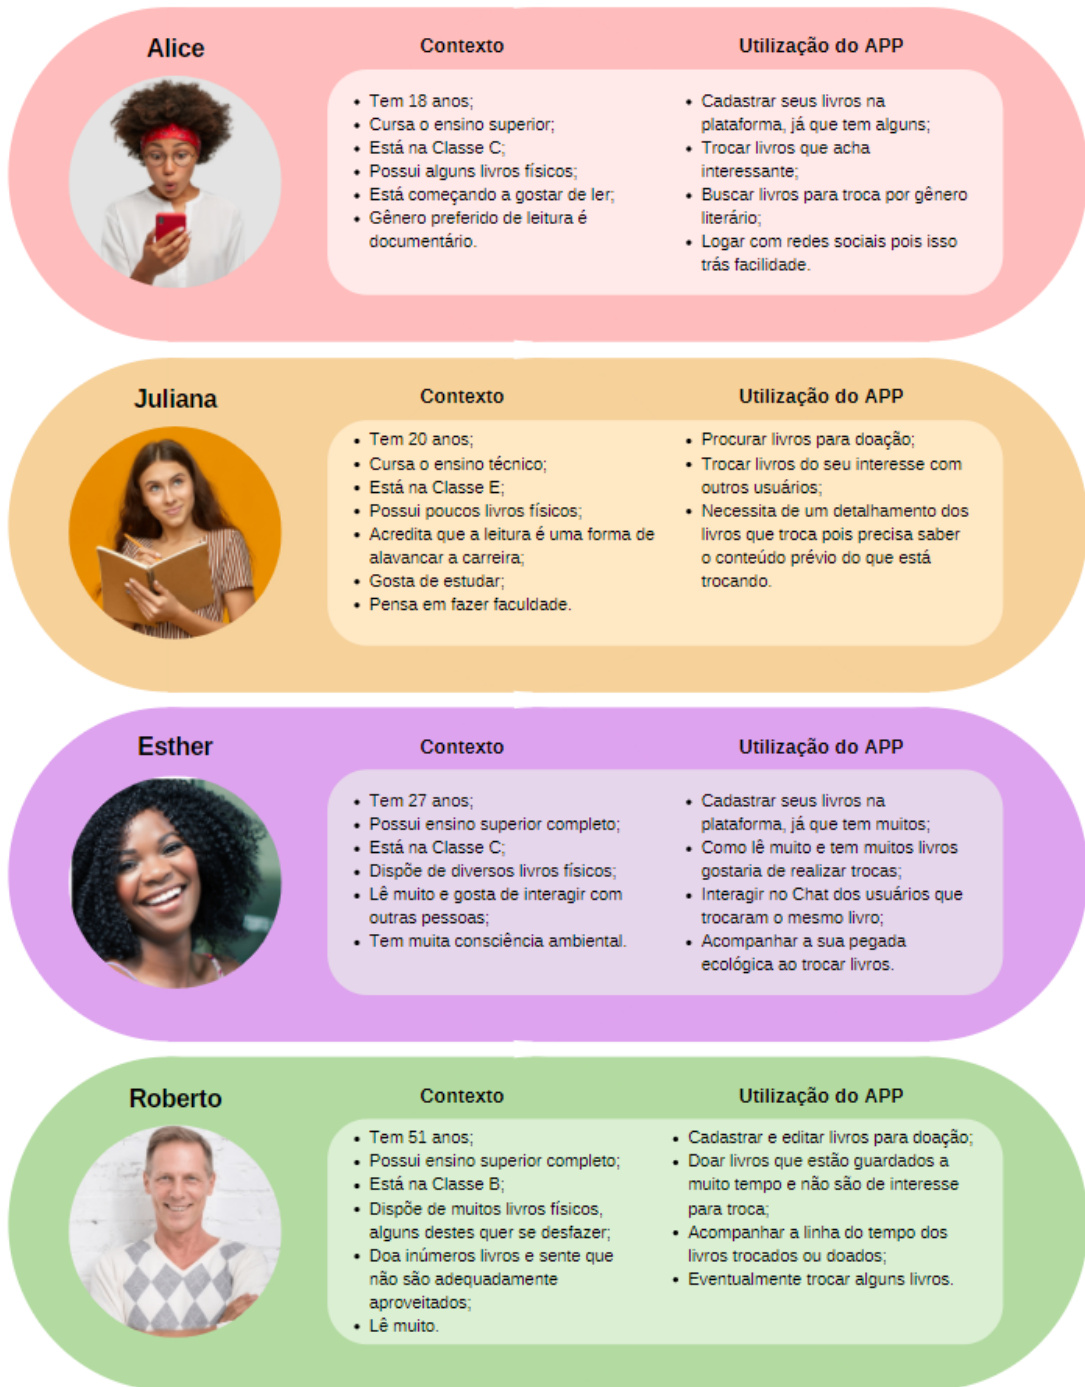 Alice
Contexto
Utilização do APP
• Tem 18 anos;
• Cursa o ensino superior;
• Está na Classe C;
• Possui alguns livros físicos;
• Está começando a gostar de ler;
• Gênero preferido de leitura é
documentário.
• Cadastrar seus livros na
plataforma, já que tem alguns;
• Trocar livros que acha
interessante;
• Buscar livros para troca por gênero
literário;
• Logar com redes sociais pois isso
trás facilidade.
Juliana
Contexto
Utilização do APP
• Tem 20 anos;
• Cursa o ensino técnico;
• Está na Classe E;
• Possui poucos livros físicos;
• Acredita que a leitura é uma forma de
alavancar a carreira;
• Gosta de estudar;
• Pensa em fazer faculdade.
• Procurar livros para doação;
• Trocar livros do seu interesse com
outros usuários;
• Necessita de um detalhamento dos
livros que troca pois precisa saber
o conteúdo prévio do que está
trocando.
Esther
Contexto
Utilização do APP
• Tem 27 anos;
• Possui ensino superior completo;
• Está na Classe C;
• Dispõe de diversos livros físicos;
• Lê muito e gosta de interagir com
outras pessoas;
• Tem muita consciência ambiental.
• Cadastrar seus livros na
plataforma, já que tem muitos;
• Como lê muito e tem muitos livros
gostaria de realizar trocas;
• Interagir no Chat dos usuários que
trocaram o mesmo livro;
• Acompanhar a sua pegada
ecológica ao trocar livros.
Roberto
Contexto
Utilização do APP
• Tem 51 anos;
• Possui ensino superior completo;
• Está na Classe B;
• Dispõe de muitos livros físicos,
alguns destes quer se desfazer;
• Doa inúmeros livros e sente que
não são adequadamente
aproveitados;
• Lê muito.
• Cadastrar e editar livros para doação;
• Doar livros que estão guardados a
muito tempo e não são de interesse
para troca;
• Acompanhar a linha do tempo dos
livros trocados ou doados;
• Eventualmente trocar alguns livros.